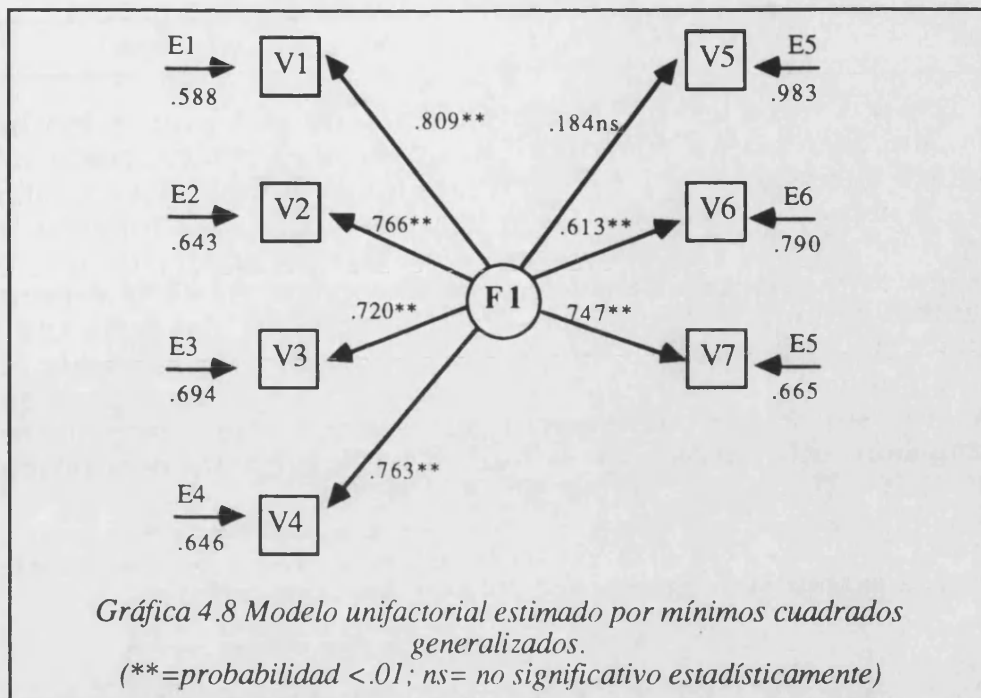 E1
V1
.588
.809**
E2
V2
.643
.766**
E3
V3
.694
.720**
E4
V4
.646
.763**
F1
E5
V5
.983
.184ns
E6
V6
.790
.613**
E5
V7
.665
.747**
Gráfica 4.8 Modelo unifactorial estimado por mínimos cuadrados
generalizados.
(**=probabilidad <.01; ns= no significativo estadísticamente)